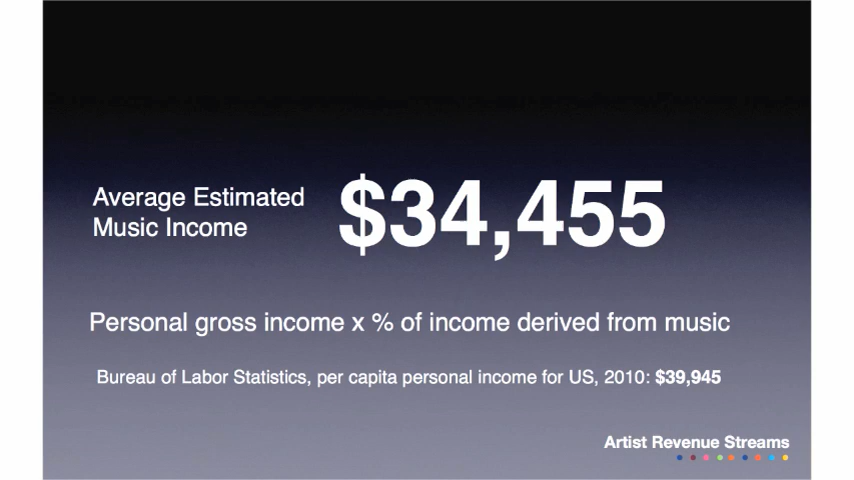 Average Estimated
Music Income
$34,455
Personal gross income x % of income derived from music
Bureau of Labor Statistics, per capita personal income for US, 2010: $39,945
Artist Revenue Streams